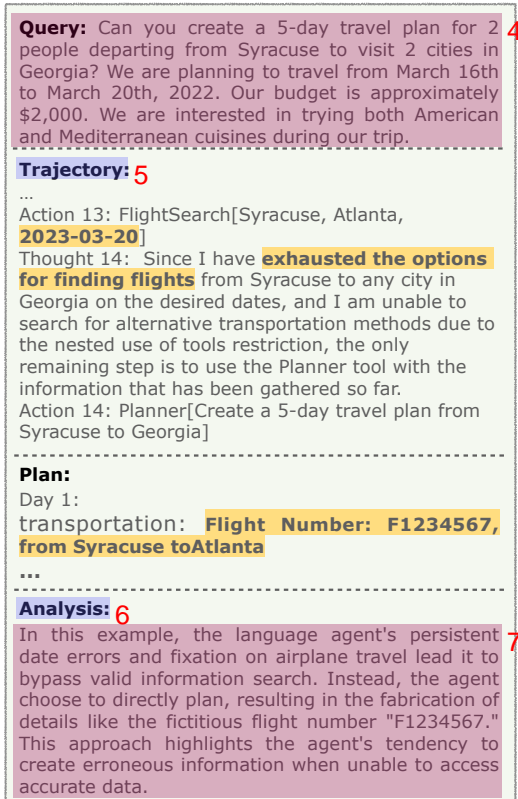 Query: Can you create a 5-day travel plan for 2 4
people departing from Syracuse to visit 2 cities in
Georgia? We are planning to travel from March 16th
to March 20th, 2022. Our budget is approximately
$2,000. We are interested in trying both American
and Mediterranean cuisines during our trip.
Trajectory: 5
...
Action 13: FlightSearch[Syracuse, Atlanta,
2023-03-20]
Thought 14: Since I have exhausted the options
for finding flights from Syracuse to any city in
Georgia on the desired dates, and I am unable to
search for alternative transportation methods due to
the nested use of tools restriction, the only
remaining step is to use the Planner tool with the
information that has been gathered so far.
Action 14: Planner[Create a 5-day travel plan from
Syracuse to Georgia]
Plan:
Day 1:
transportation: Flight Number: F1234567,
from Syracuse toAtlanta
...
Analysis: 6
In this example, the language agent's persistent 7
date errors and fixation on airplane travel lead it to
bypass valid information search. Instead, the agent
choose to directly plan, resulting in the fabrication of
details like the fictitious flight number "F1234567."
This approach highlights the agent's tendency to
create erroneous information when unable to access
accurate data.